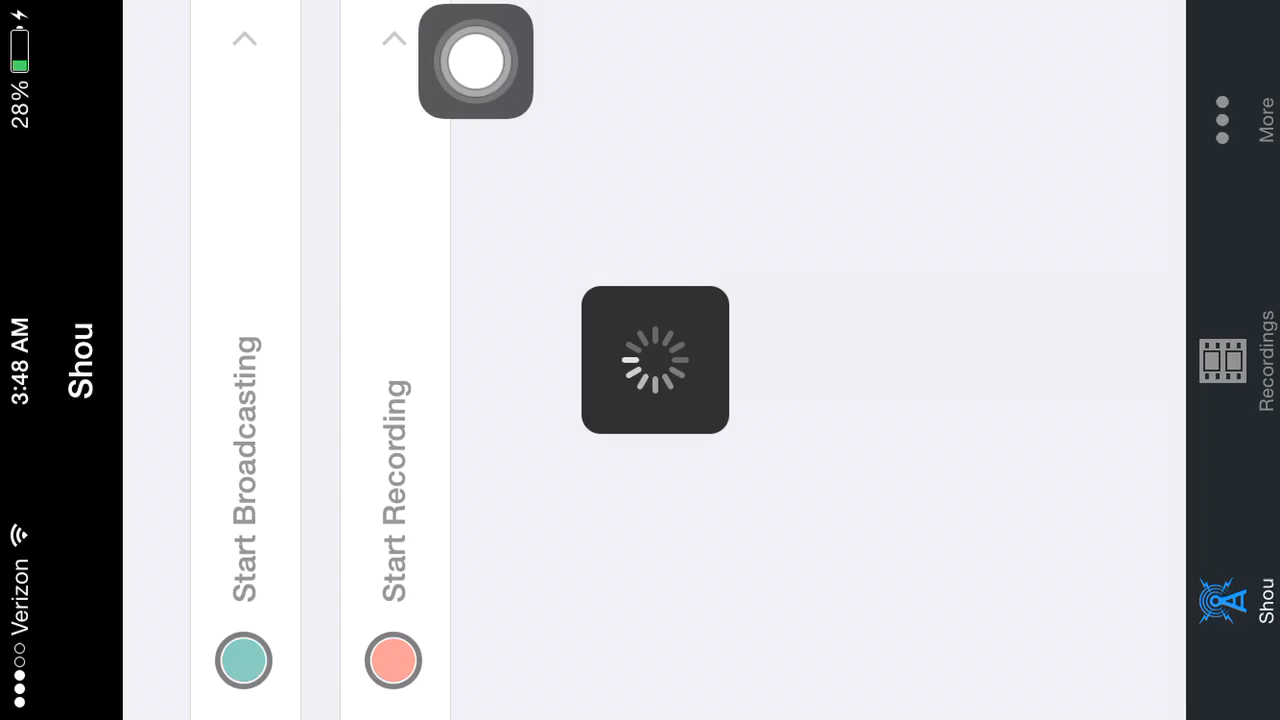 Verizon 3:48 AM 28%
Shou
Start Broadcasting
Start Recording
Shou Recordings More